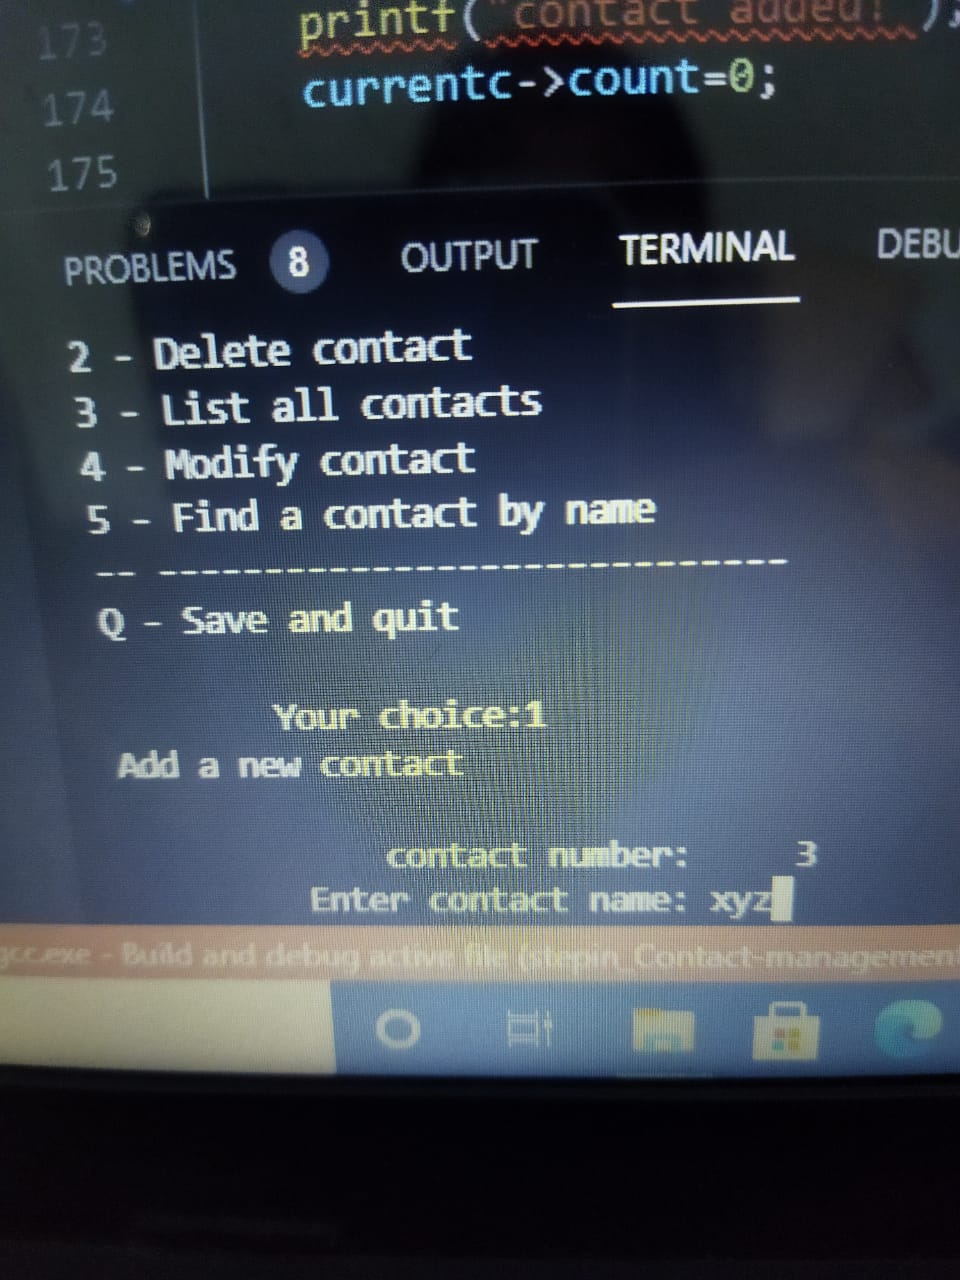 173 printf("contact added!");
174 currentc->count=0;
175
PROBLEMS 8 OUTPUT TERMINAL DEBU
2 - Delete contact
3 - List all contacts
4 - Modify contact
5 - Find a contact by name
-- ------------------------------
Q - Save and quit
Your choice:1
Add a new contact
contact number: 3
Enter contact name: xyz
gcc.exe - Build and debug active file (stepin_Contact-management